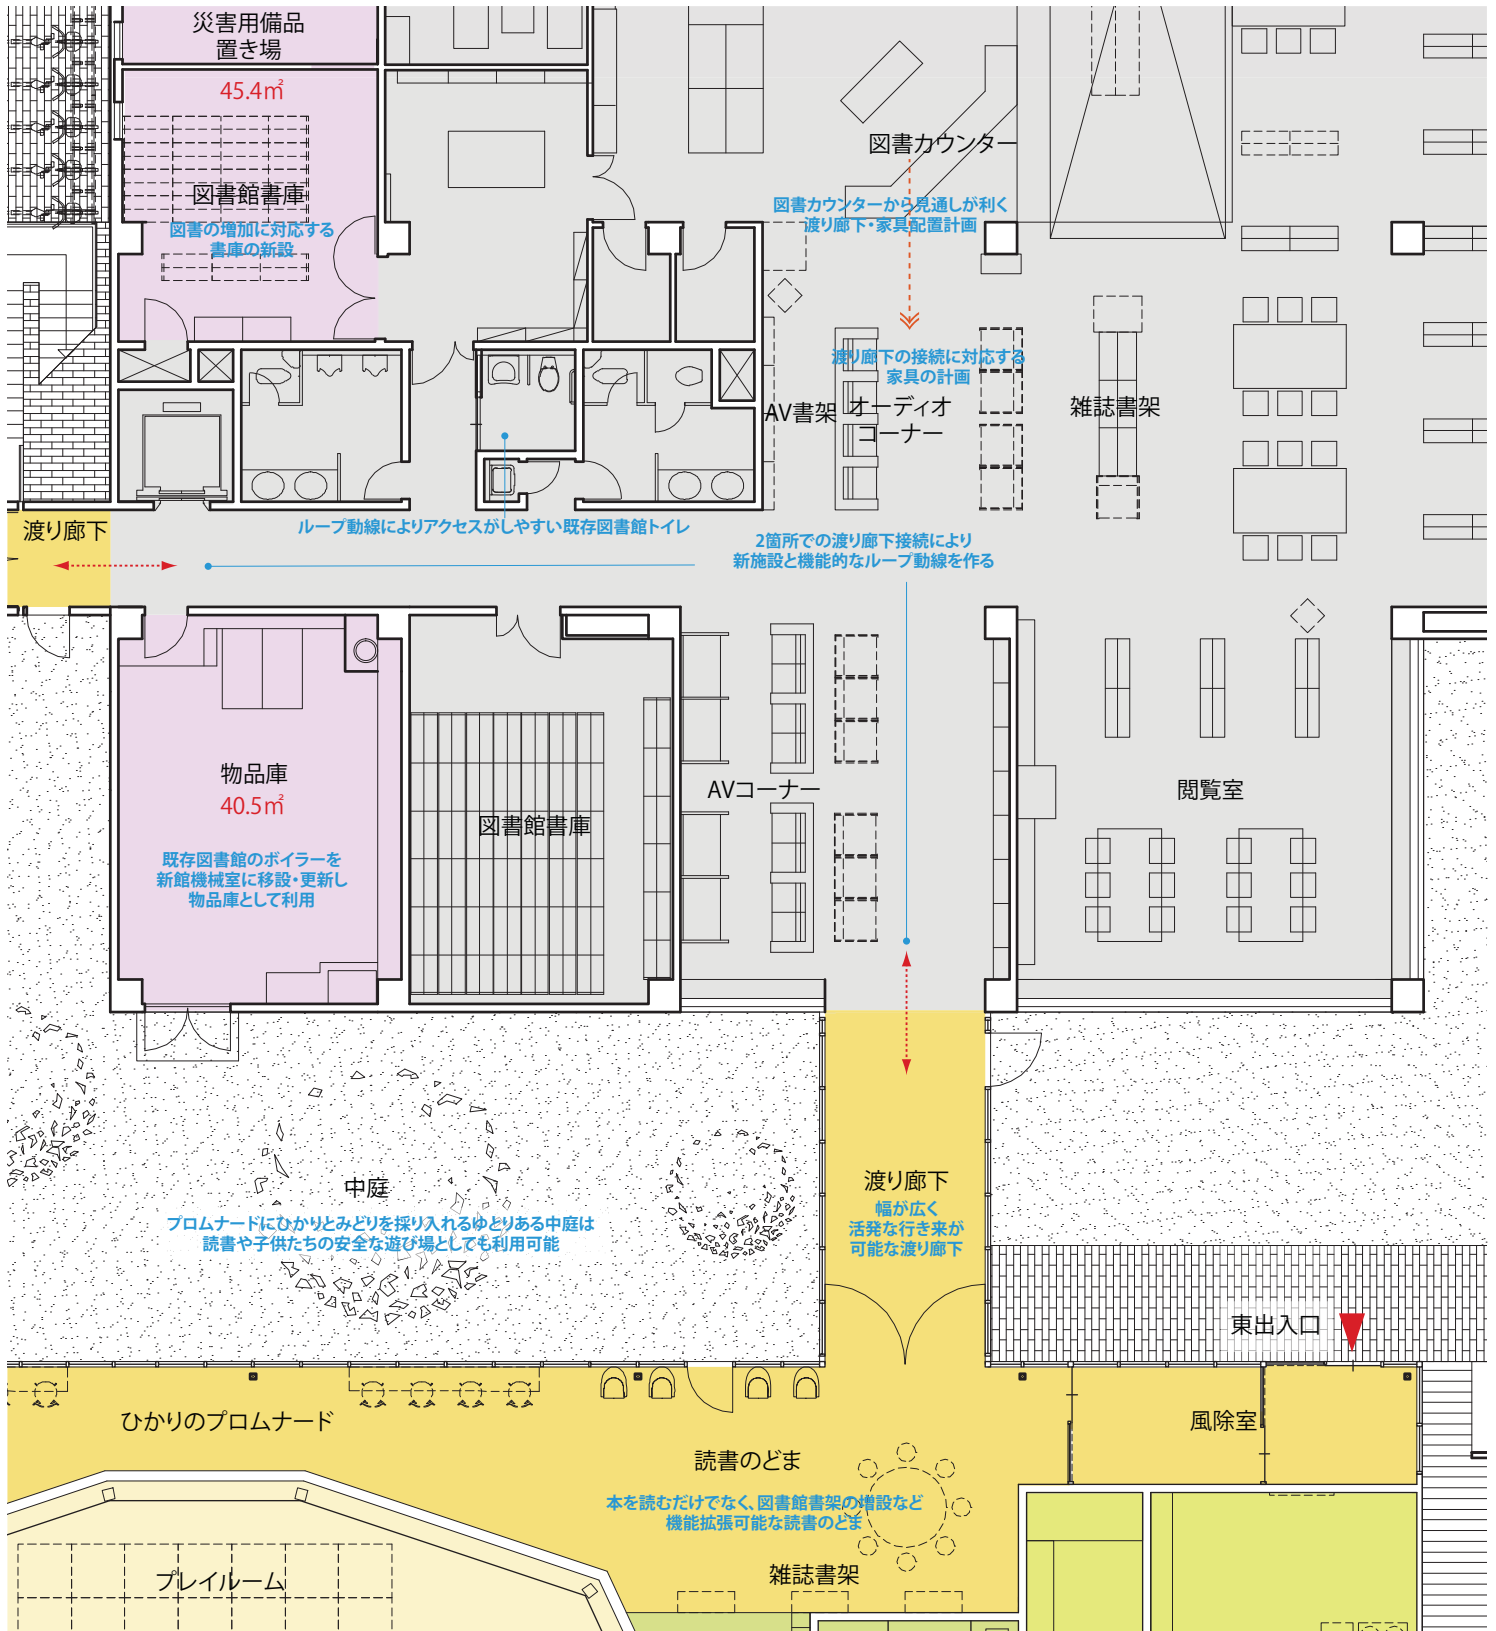 災害用備品
置き場
45.4㎡
図書館書庫
図書の増加に対応する
書庫の新設
図書カウンター
図書カウンターから見通しが利く
渡り廊下・家具配置計画
渡り廊下の接続に対応する
家具の計画
AV書架
オーディオ
コーナー
雑誌書架
渡り廊下
ループ動線によりアクセスがしやすい既存図書館トイレ
2箇所での渡り廊下接続により
新施設と機能的なループ動線を作る
物品庫
40.5㎡
既存図書館のボイラーを
新館機械室に移設・更新し
物品庫として利用
図書館書庫
AVコーナー
閲覧室
中庭
プロムナードにひかりとみどりを採り入れるゆとりある中庭は
読書や子供たちの安全な遊び場としても利用可能
渡り廊下
幅が広く
活発な行き来が
可能な渡り廊下
東出入口
ひかりのプロムナード
読書のどま
風除室
本を読むだけでなく、図書館書架の増設など
機能拡張可能な読書のどま
雑誌書架
プレイルーム